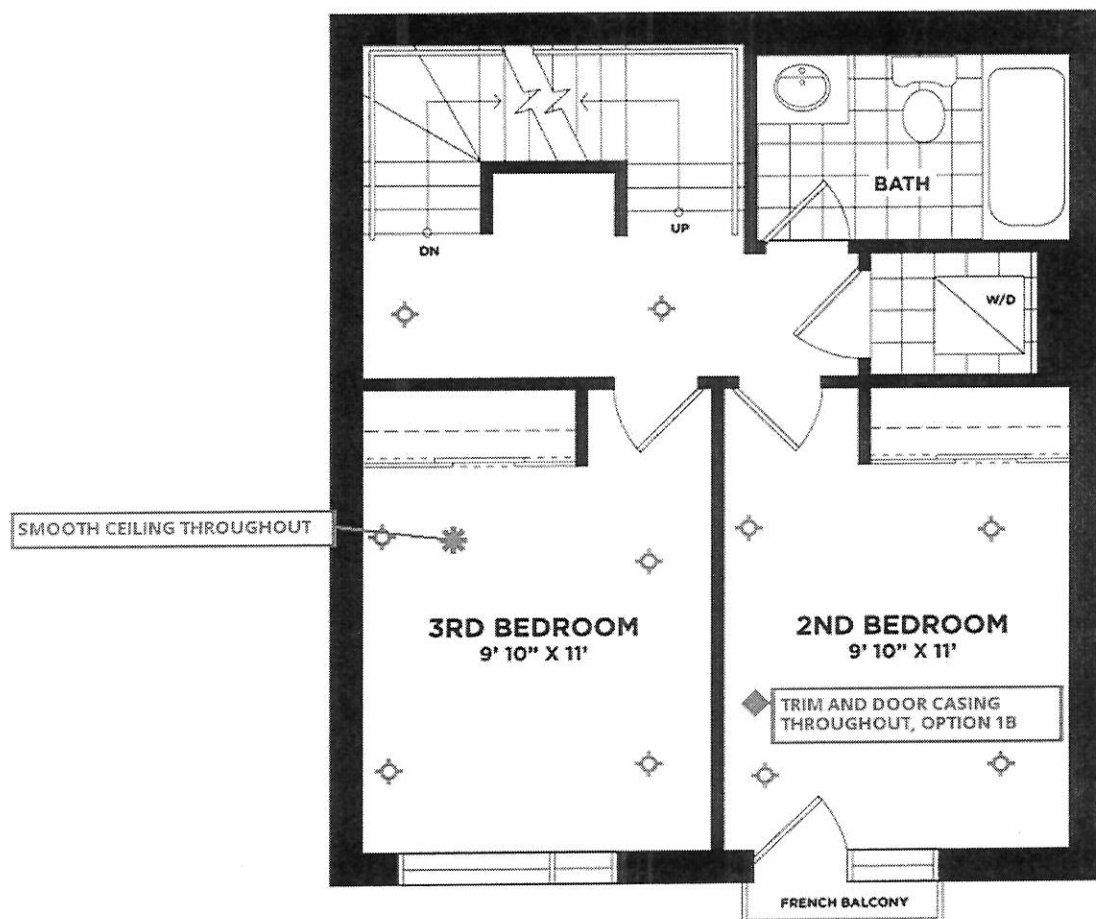 BATH
DN
UP
W/D
SMOOTH CEILING THROUGHOUT
3RD BEDROOM
9' 10" X 11'
2ND BEDROOM
9' 10" X 11'
TRIM AND DOOR CASING
THROUGHOUT, OPTION 1B
FRENCH BALCONY